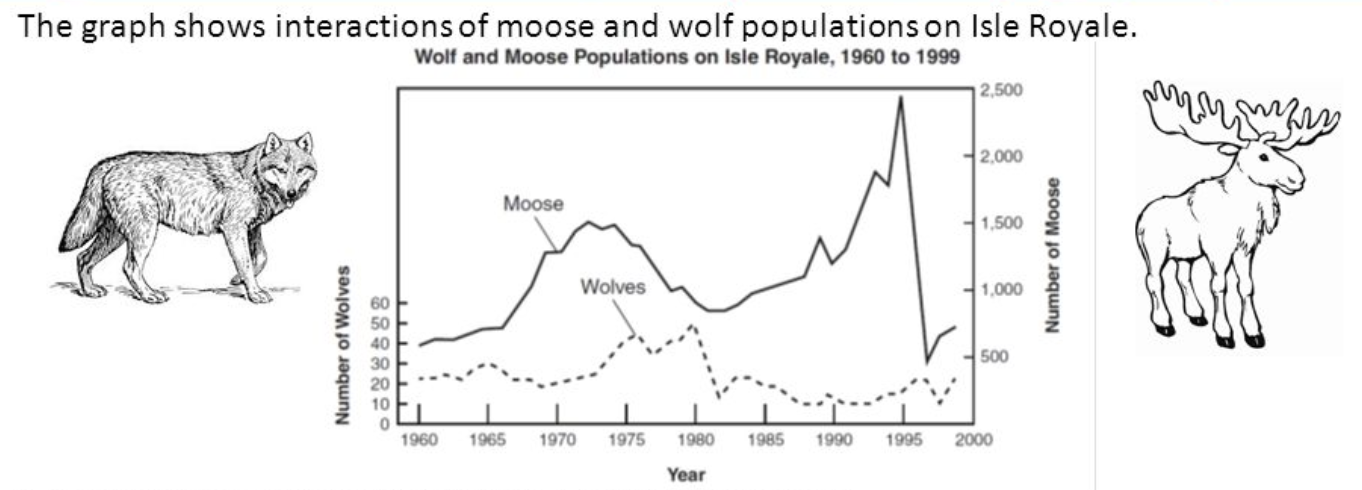 The graph shows interactions of moose and wolf populations on Isle Royale.
Wolf and Moose Populations on Isle Royale, 1960 to 1999
2,500
2,000
1,500
1,000
500
Number of Moose
Moose
Wolves
Number of Wolves
60
50
40
30
20
10
0
1960 1965 1970 1975 1980 1985 1990 1995 2000
Year